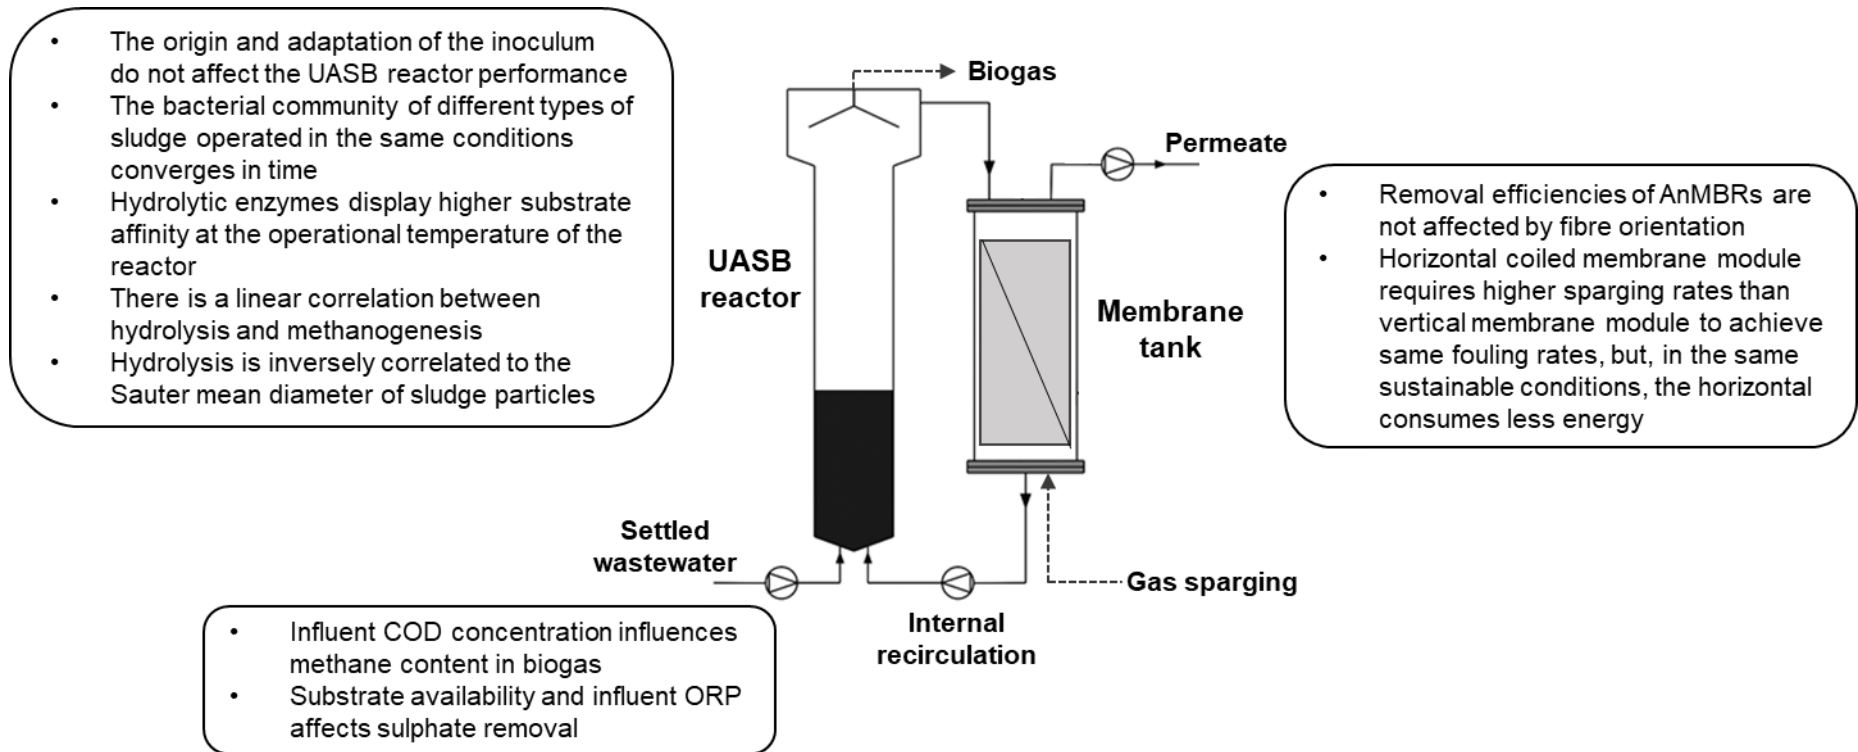 • The origin and adaptation of the inoculum
do not affect the UASB reactor performance
• The bacterial community of different types of
sludge operated in the same conditions
converges in time
• Hydrolytic enzymes display higher substrate
affinity at the operational temperature of the
reactor
• There is a linear correlation between
hydrolysis and methanogenesis
• Hydrolysis is inversely correlated to the
Sauter mean diameter of sludge particles
Biogas
Permeate
UASB
reactor
Membrane
tank
• Removal efficiencies of AnMBRs are
not affected by fibre orientation
• Horizontal coiled membrane module
requires higher sparging rates than
vertical membrane module to achieve
same fouling rates, but, in the same
sustainable conditions, the horizontal
consumes less energy
Settled
wastewater
Gas sparging
Internal
recirculation
• Influent COD concentration influences
methane content in biogas
• Substrate availability and influent ORP
affects sulphate removal